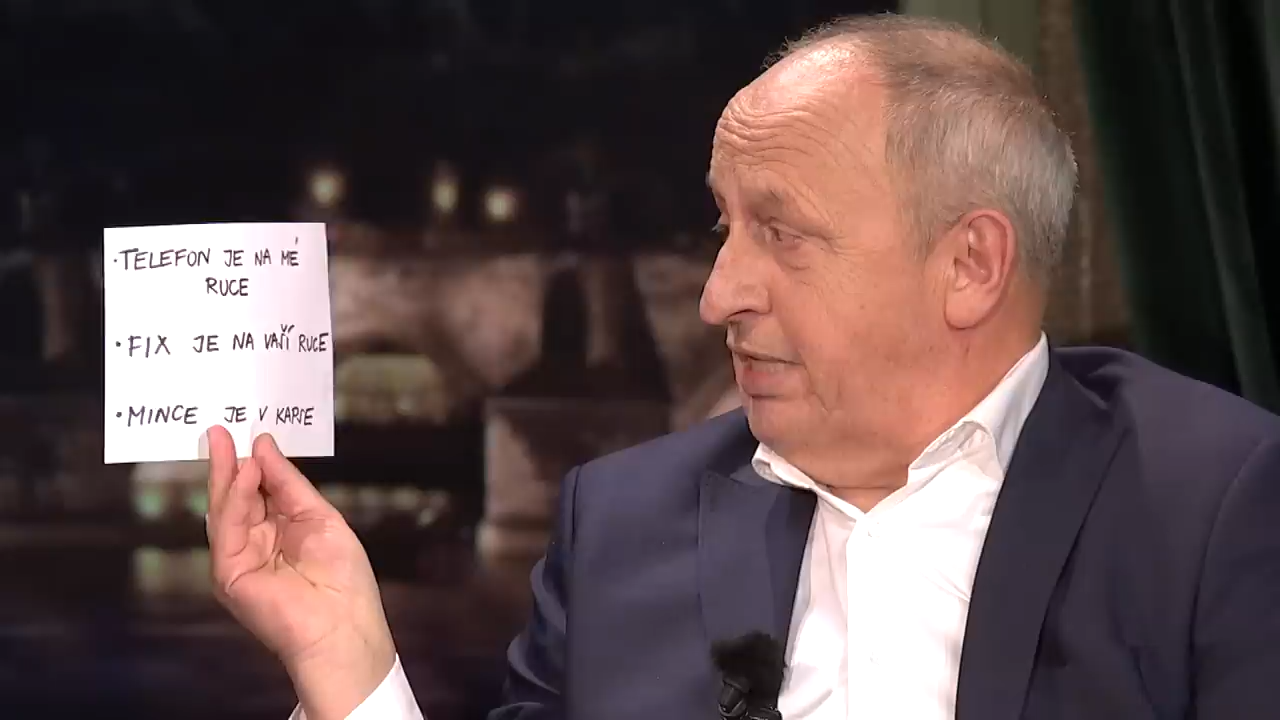 • TELEFON JE NA MÉ
RUCE
• FIX JE NA VAŠÍ RUCE
• MINCE JE V KAPSE